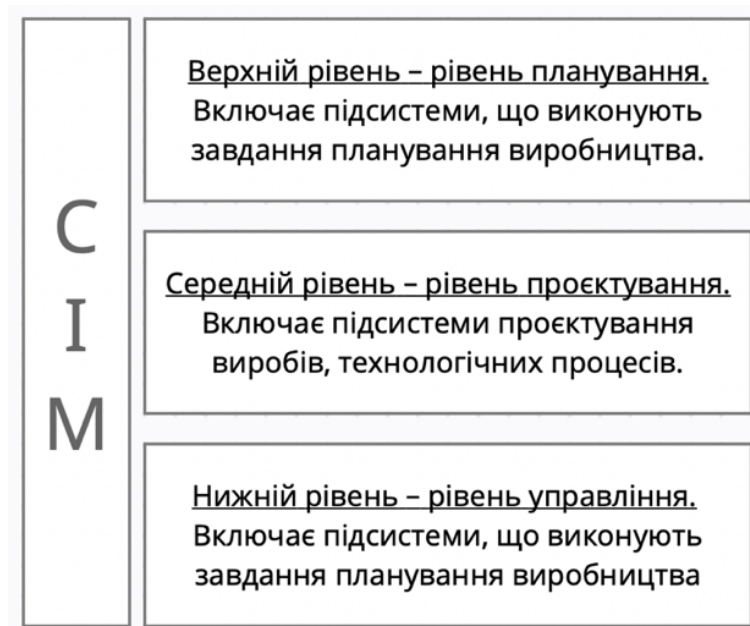 С
І
М
Верхній рівень – рівень планування.
Включає підсистеми, що виконують
завдання планування виробництва.
Середній рівень – рівень проєктування.
Включає підсистеми проєктування
виробів, технологічних процесів.
Нижній рівень – рівень управління.
Включає підсистеми, що виконують
завдання планування виробництва